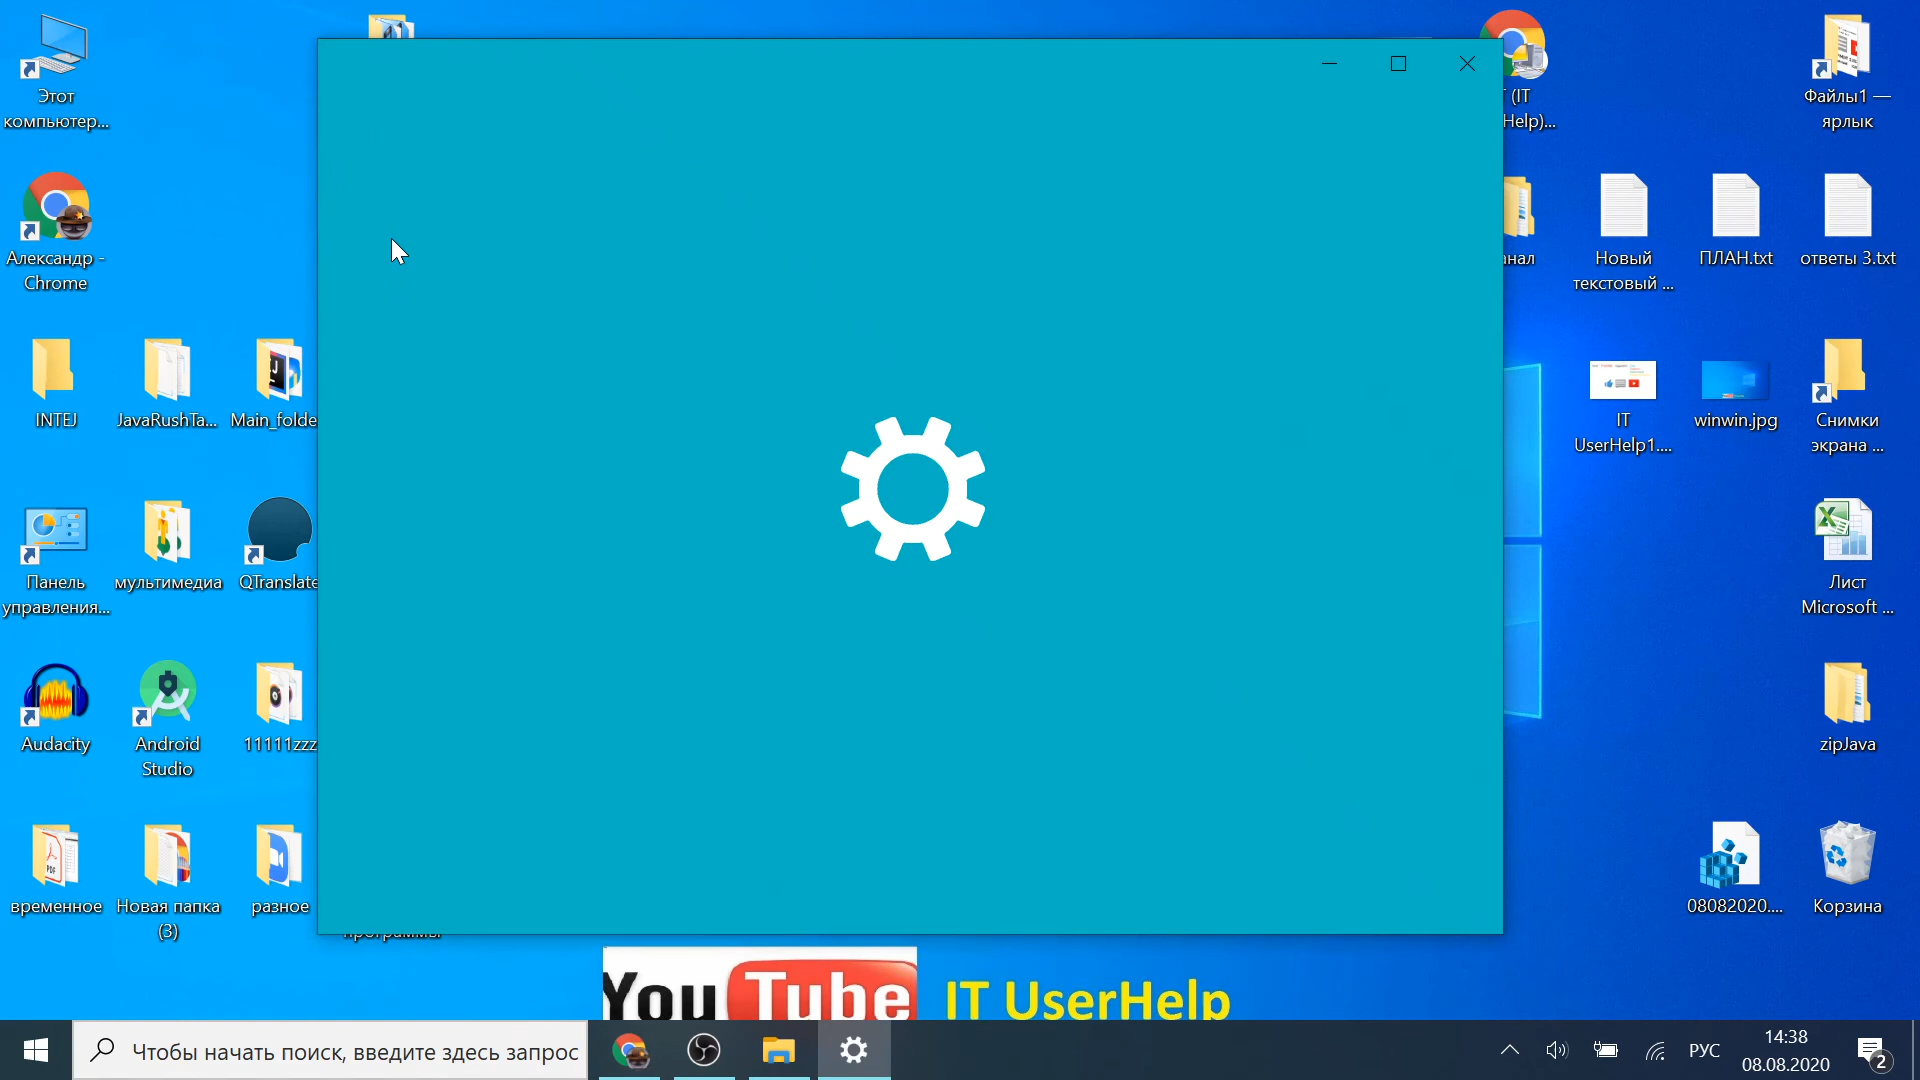 Этот
компьютер...
T (IT
Help)...
Файлы1 —
ярлык
Александр -
Chrome
анал
Новый
текстовый ...
ПЛАН.txt
ответы 3.txt
INTEJ
JavaRushTa...
Main_folde
IT
UserHelp1....
winwin.jpg
Снимки
экрана ...
Панель
управления...
мультимедиа
QTranslate
Лист
Microsoft ...
Audacity
Android
Studio
11111zzz
zipJava
временное
Новая папка
(3)
разное
программы
08082020....
Корзина
YouTube
IT UserHelp
Чтобы начать поиск, введите здесь запрос
РУС
14:38
08.08.2020
2